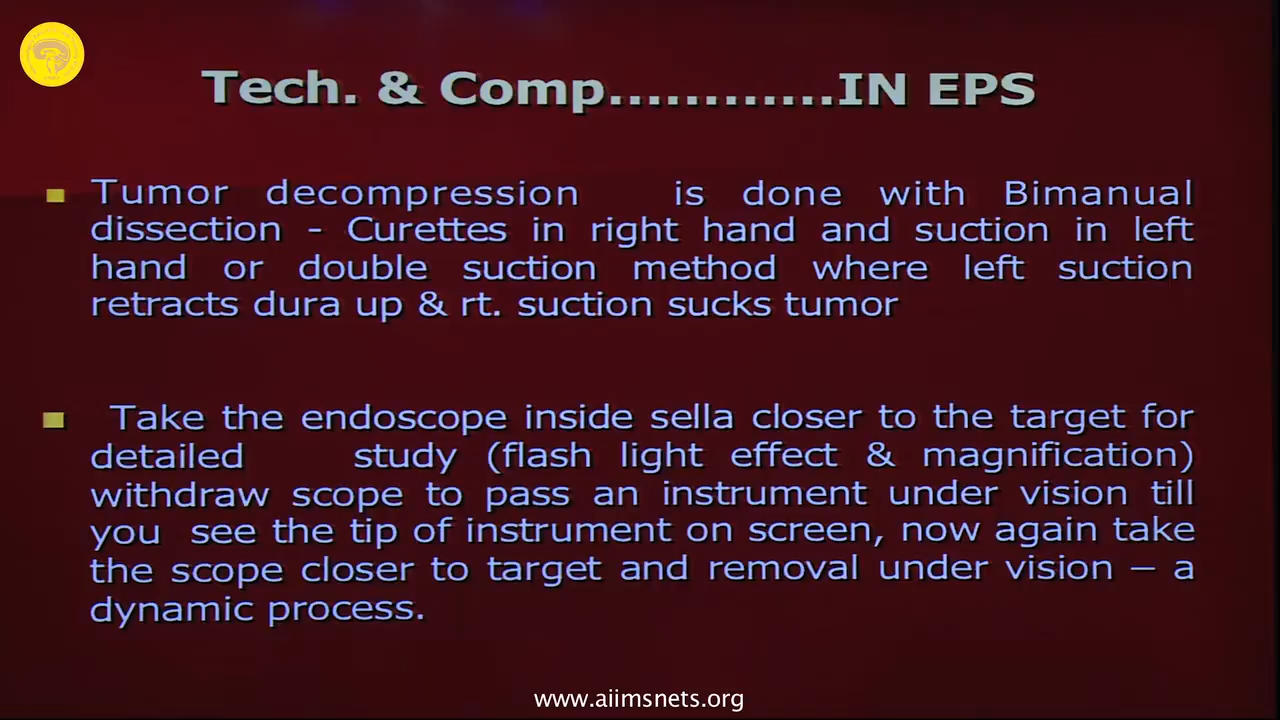 Tech. & Comp............IN EPS
Tumor decompression is done with Bimanual
dissection - Curettes in right hand and suction in left
hand or double suction method where left suction
retracts dura up & rt. suction sucks tumor
Take the endoscope inside sella closer to the target for
detailed study (flash light effect & magnification)
withdraw scope to pass an instrument under vision till
you see the tip of instrument on screen, now again take
the scope closer to target and removal under vision – a
dynamic process.
www.aiimsnets.org